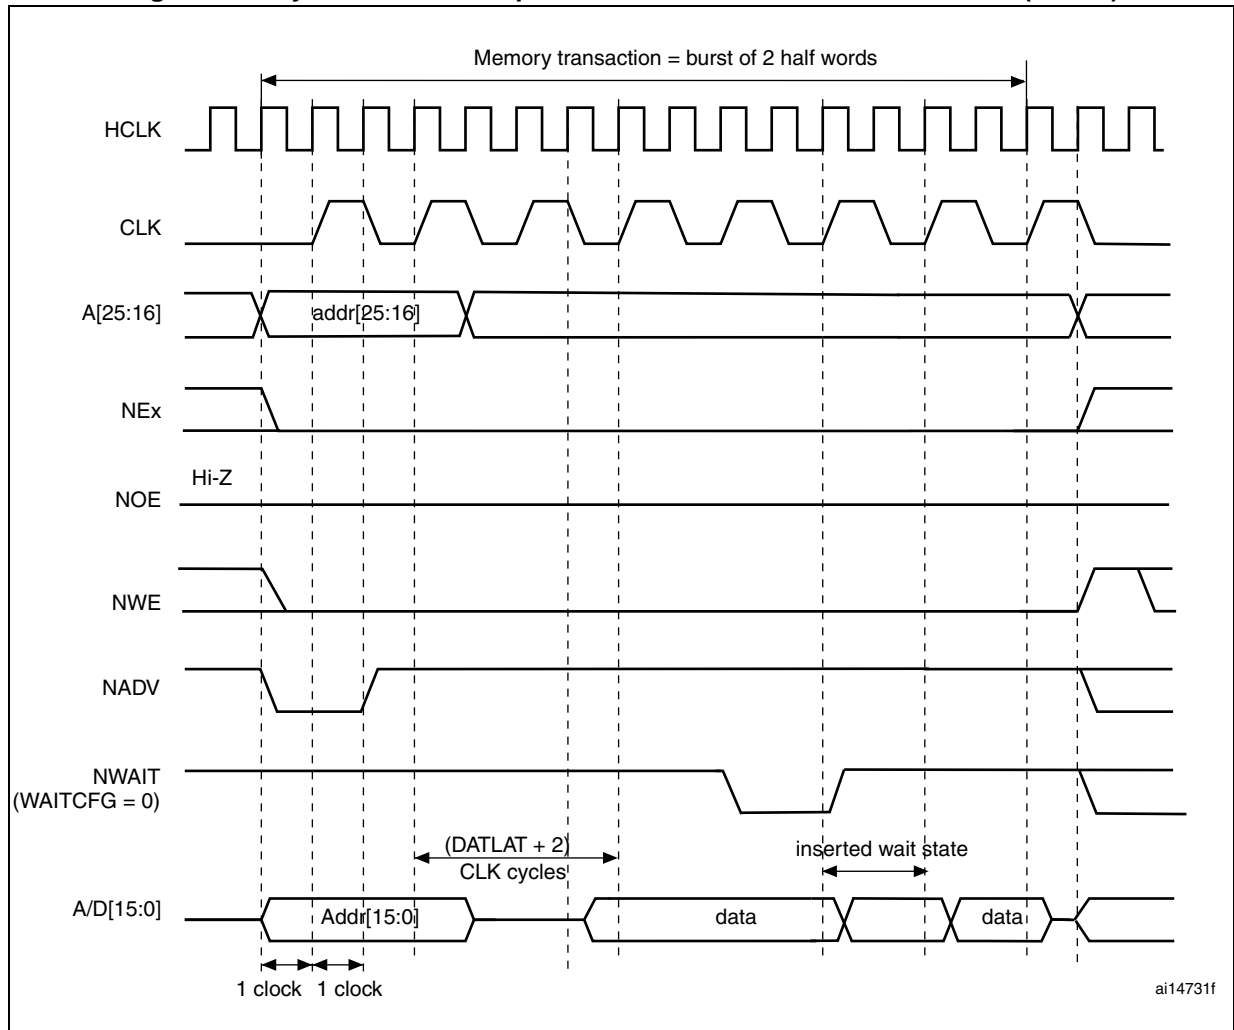 Memory transaction = burst of 2 half words
HCLK
CLK
A[25:16]
addr[25:16]
NEx
Hi-Z
NOE
NWE
NADV
NWAIT
(WAITCFG = 0)
(DATLAT + 2)
CLK cycles
inserted wait state
A/D[15:0]
Addr[15:0]
data
data
1 clock
1 clock
ai14731f